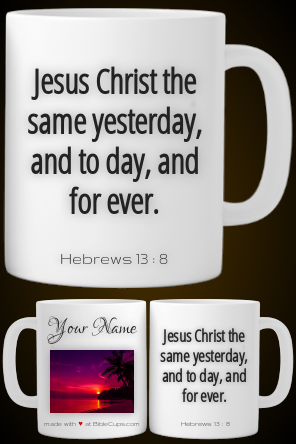 Jesus Christ the
same yesterday,
and to day, and
for ever.
Hebrews 13 : 8
Your Name
made with ♥ at BibleCups.com
Jesus Christ the
same yesterday,
and to day, and
for ever.
Hebrews 13 : 8